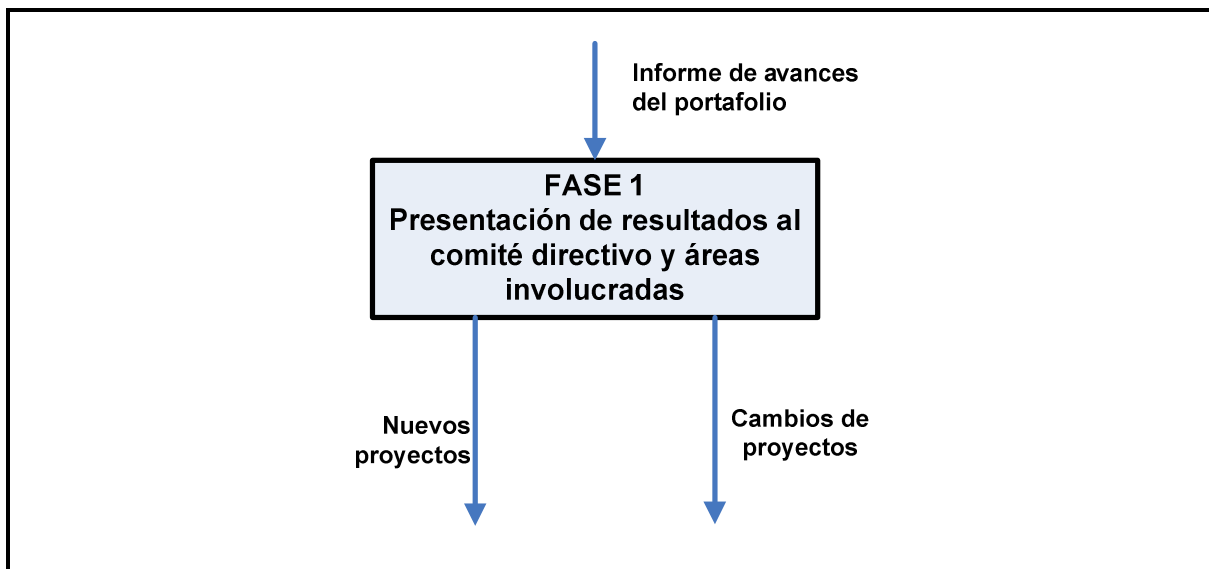 Informe de avances
del portafolio
FASE 1
Presentación de resultados al
comité directivo y áreas
involucradas
Nuevos
proyectos
Cambios de
proyectos